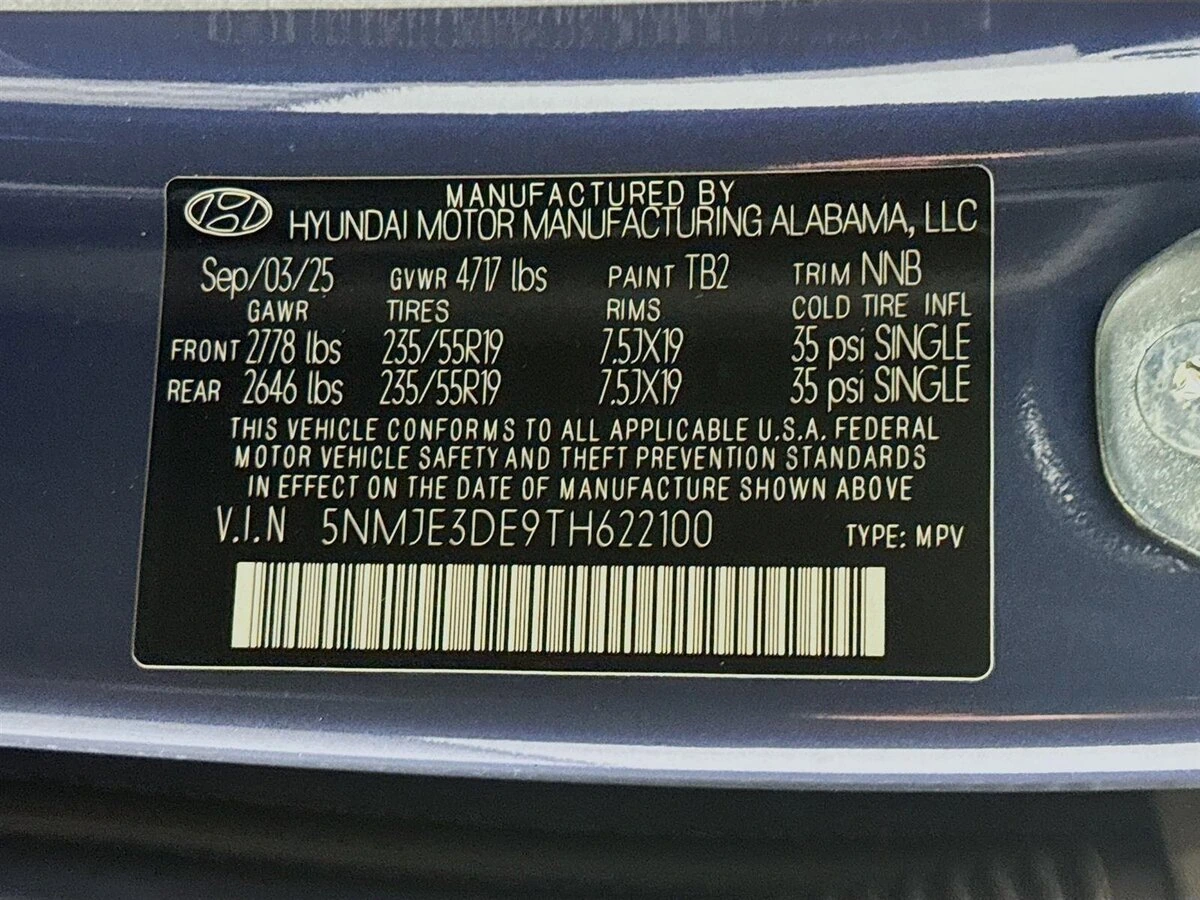 MANUFACTURED BY
HYUNDAI MOTOR MANUFACTURING ALABAMA, LLC
Sep/03/25 GVWR 4717 lbs PAINT TB2 TRIM NNB
GAWR TIRES RIMS COLD TIRE INFL
FRONT 2778 lbs 235/55R19 7.5JX19 35 psi SINGLE
REAR 2646 lbs 235/55R19 7.5JX19 35 psi SINGLE
THIS VEHICLE CONFORMS TO ALL APPLICABLE U.S.A. FEDERAL
MOTOR VEHICLE SAFETY AND THEFT PREVENTION STANDARDS
IN EFFECT ON THE DATE OF MANUFACTURE SHOWN ABOVE
V.I.N 5NMJE3DE9TH622100 TYPE: MPV